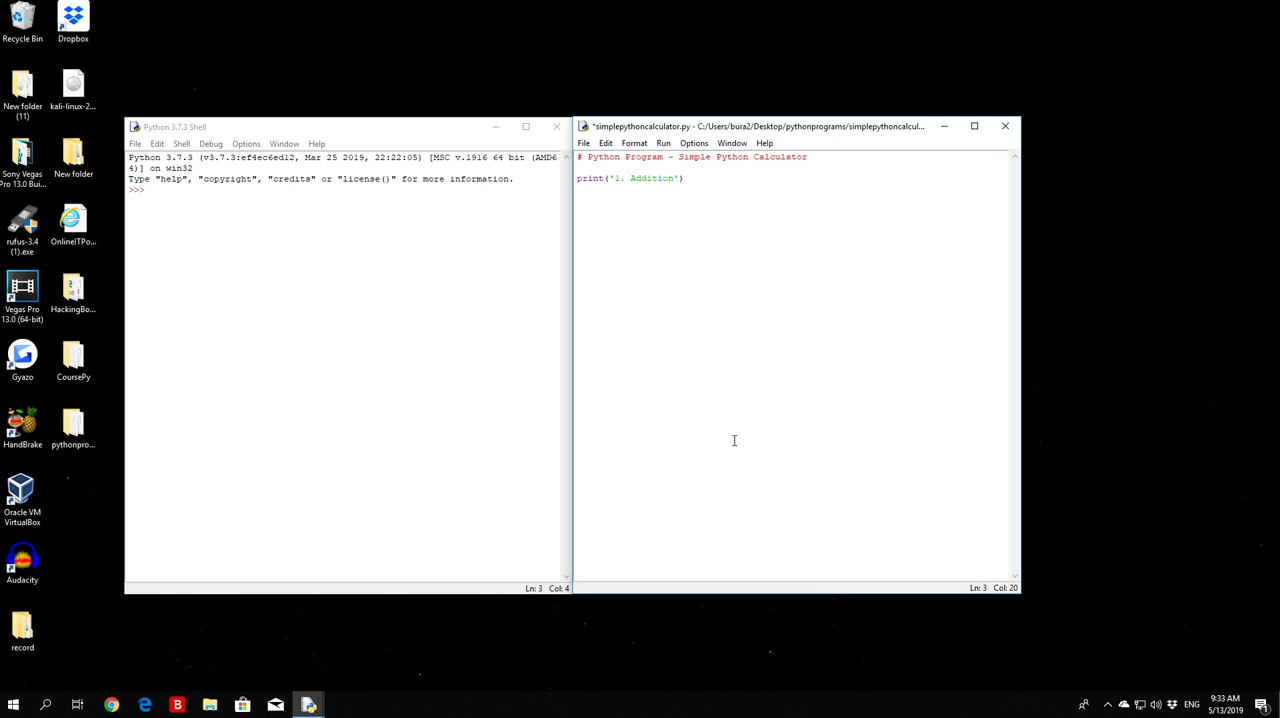 Recycle Bin
Dropbox
New folder
(11)
kali-linux-2...
Sony Vegas
Pro 13.0 Bui...
New folder
rufus-3.4
(1).exe
OnlineITPo...
Vegas Pro
13.0 (64-bit)
HackingBo...
Gyazo
CoursePy
HandBrake
pythonpro...
Oracle VM
VirtualBox
Audacity
record
Python 3.7.3 Shell
File Edit Shell Debug Options Window Help
Python 3.7.3 (v3.7.3:ef4ec6ed12, Mar 25 2019, 22:22:05) [MSC v.1916 64 bit (AMD6
4)] on win32
Type "help", "copyright", "credits" or "license()" for more information.
>>>
Ln: 3 Col: 4
*simplepythoncalculator.py - C:/Users/bura2/Desktop/pythonprograms/simplepythoncalcul...
File Edit Format Run Options Window Help
# Python Program - Simple Python Calculator
print('1. Addition')
Ln: 3 Col: 20
B
ENG
9:33 AM
5/13/2019
1